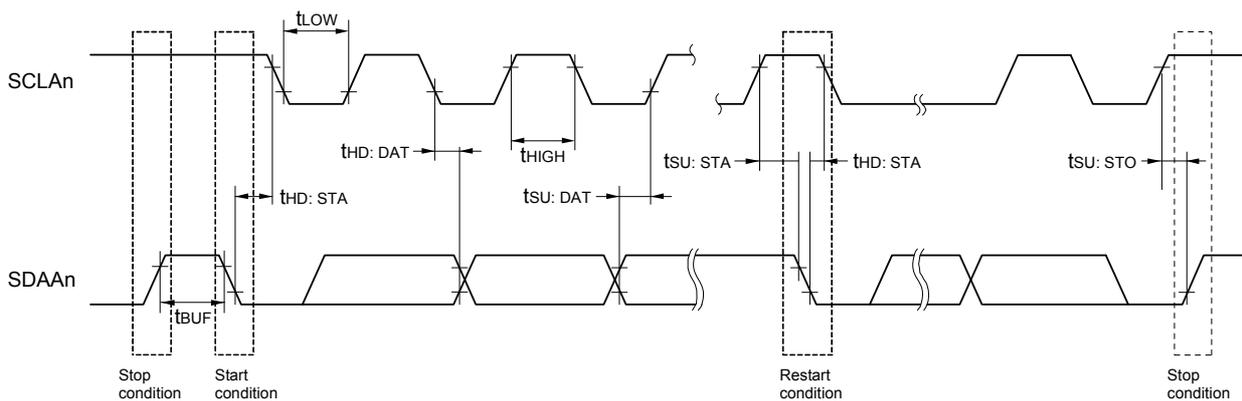 tLOW
SCLAn
tHD: DAT
tHIGH
tSU: STA
tHD: STA
tSU: STO
tHD: STA
tSU: DAT
SDAAn
tBUF
Stop
condition
Start
condition
Restart
condition
Stop
condition